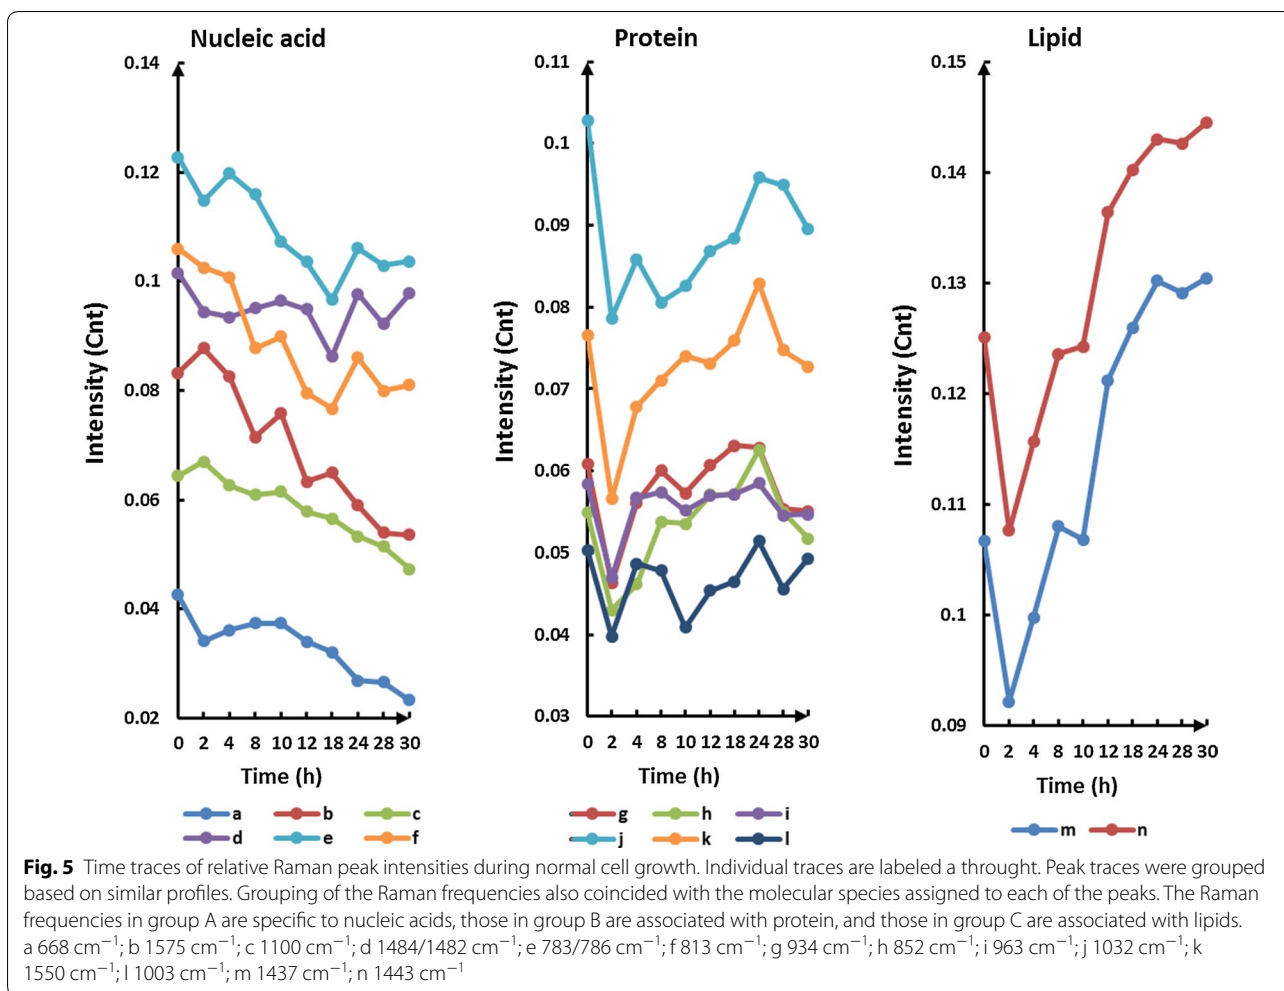 Nucleic acid
0.14
0.12
0.1
0.08
0.06
0.04
0.02
Intensity (Cnt)
0 2 4 8 10 12 18 24 28 30
Time (h)
a b c
d e f
Protein
0.11
0.1
0.09
0.08
0.07
0.06
0.05
0.04
0.03
Intensity (Cnt)
0 2 4 8 10 12 18 24 28 30
Time (h)
g h i
j k l
Lipid
0.15
0.14
0.13
0.12
0.11
0.1
0.09
Intensity (Cnt)
0 2 4 8 10 12 18 24 28 30
Time (h)
m n
Fig. 5 Time traces of relative Raman peak intensities during normal cell growth. Individual traces are labeled a throught. Peak traces were grouped
based on similar profiles. Grouping of the Raman frequencies also coincided with the molecular species assigned to each of the peaks. The Raman
frequencies in group A are specific to nucleic acids, those in group B are associated with protein, and those in group C are associated with lipids.
a 668 cm⁻¹; b 1575 cm⁻¹; c 1100 cm⁻¹; d 1484/1482 cm⁻¹; e 783/786 cm⁻¹; f 813 cm⁻¹; g 934 cm⁻¹; h 852 cm⁻¹; i 963 cm⁻¹; j 1032 cm⁻¹; k
1550 cm⁻¹; l 1003 cm⁻¹; m 1437 cm⁻¹; n 1443 cm⁻¹